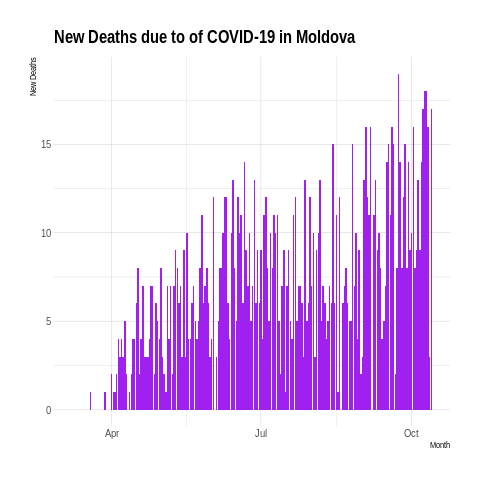 New Deaths due to of COVID-19 in Moldova
New Deaths
15
10
5
0
Apr
Jul
Oct
Month